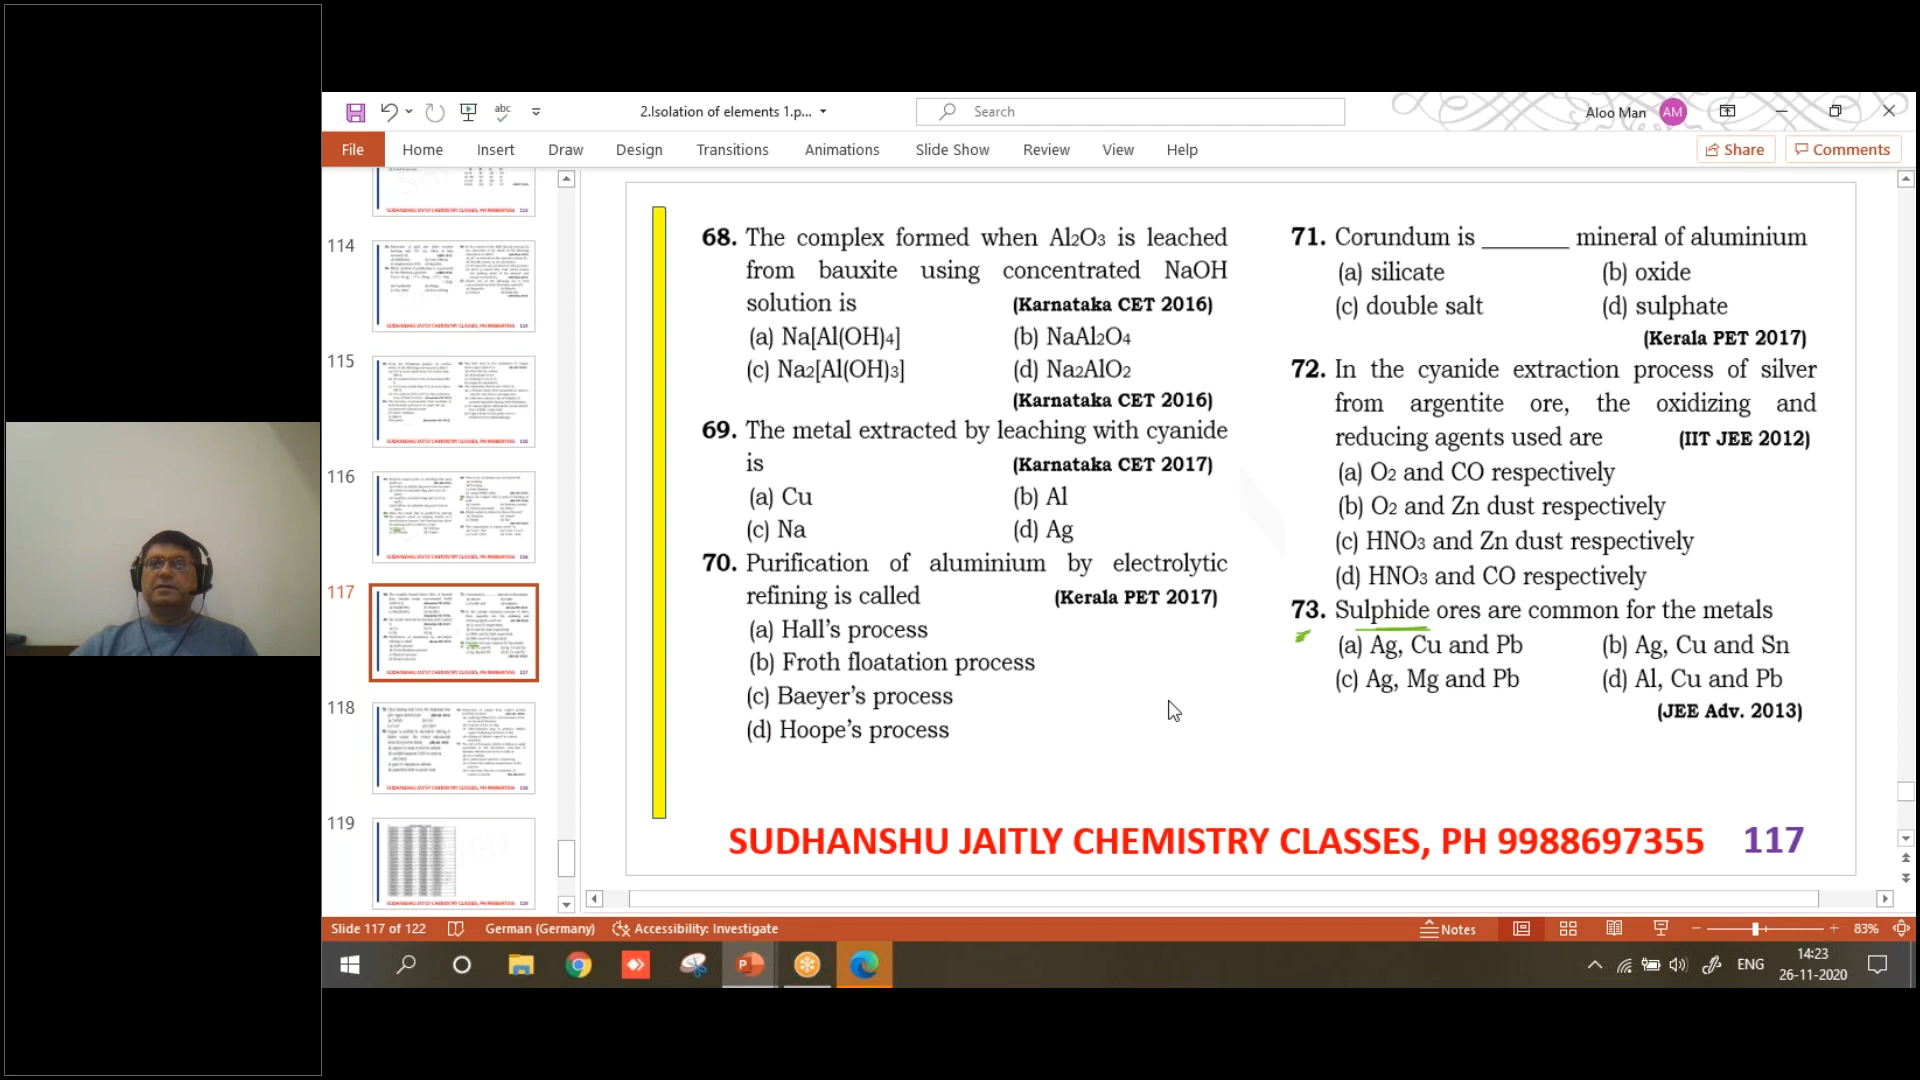 abc
2.Isolation of elements 1.p...
Search
Aloo Man
AM
File
Home
Insert
Draw
Design
Transitions
Animations
Slide Show
Review
View
Help
Share
Comments
114
115
116
117
118
119
SUDHANSHU JAITLY CHEMISTRY CLASSES, PH 9988697355
68. The complex formed when Al2O3 is leached
from bauxite using concentrated NaOH
solution is (Karnataka CET 2016)
(a) Na[Al(OH)4] (b) NaAl2O4
(c) Na2[Al(OH)3] (d) Na2AlO2
(Karnataka CET 2016)
69. The metal extracted by leaching with cyanide
is (Karnataka CET 2017)
(a) Cu (b) Al
(c) Na (d) Ag
70. Purification of aluminium by electrolytic
refining is called (Kerala PET 2017)
(a) Hall's process
(b) Froth floatation process
(c) Baeyer's process
(d) Hoope's process
71. Corundum is ________ mineral of aluminium
(a) silicate (b) oxide
(c) double salt (d) sulphate
(Kerala PET 2017)
72. In the cyanide extraction process of silver
from argentite ore, the oxidizing and
reducing agents used are (IIT JEE 2012)
(a) O2 and CO respectively
(b) O2 and Zn dust respectively
(c) HNO3 and Zn dust respectively
(d) HNO3 and CO respectively
73. Sulphide ores are common for the metals
(a) Ag, Cu and Pb (b) Ag, Cu and Sn
(c) Ag, Mg and Pb (d) Al, Cu and Pb
(JEE Adv. 2013)
SUDHANSHU JAITLY CHEMISTRY CLASSES, PH 9988697355 117
Slide 117 of 122
German (Germany)
Accessibility: Investigate
Notes
83%
ENG
14:23
26-11-2020